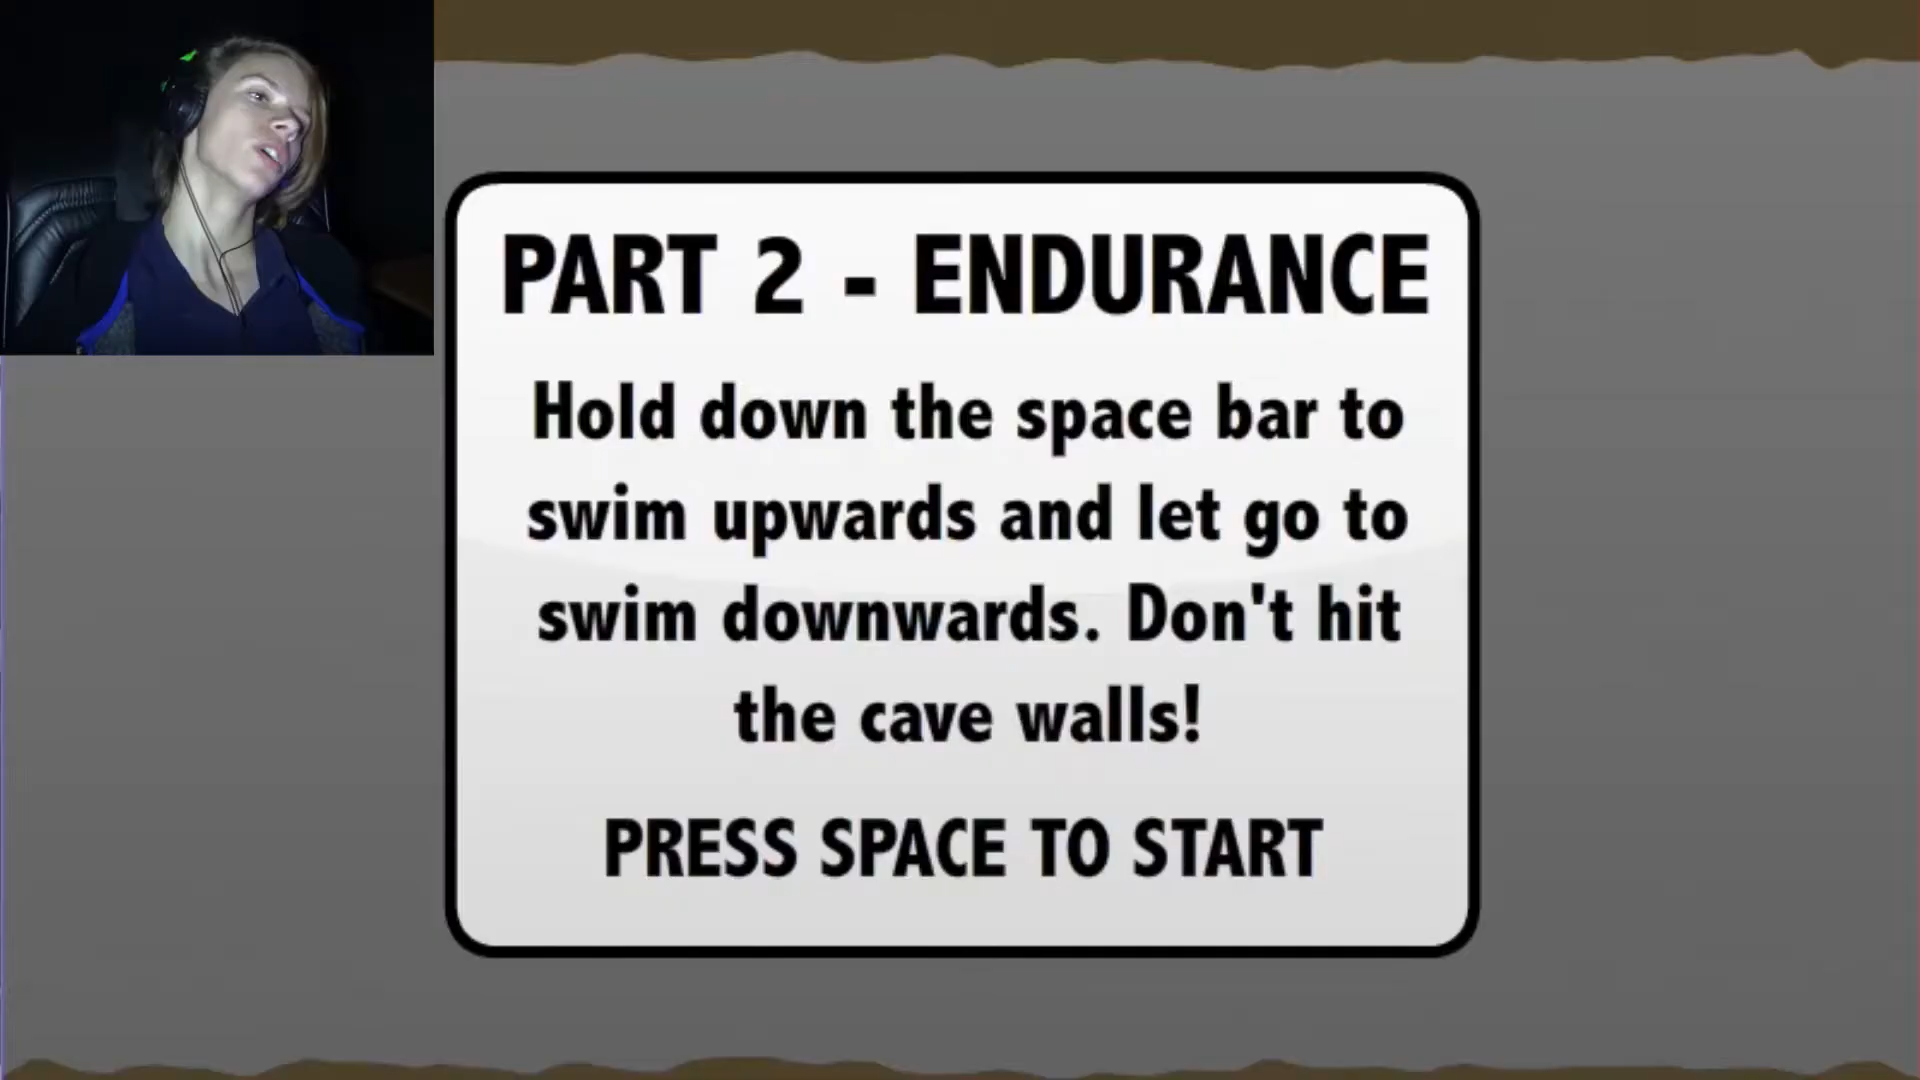 PART 2 - ENDURANCE
Hold down the space bar to
swim upwards and let go to
swim downwards. Don't hit
the cave walls!
PRESS SPACE TO START